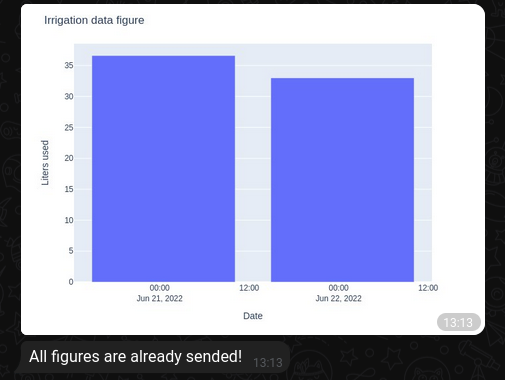 Irrigation data figure
35
30
25
20
15
10
5
0
Liters used
00:00 12:00 00:00 12:00
Jun 21, 2022 Jun 22, 2022
Date
13:13
All figures are already sended! 13:13